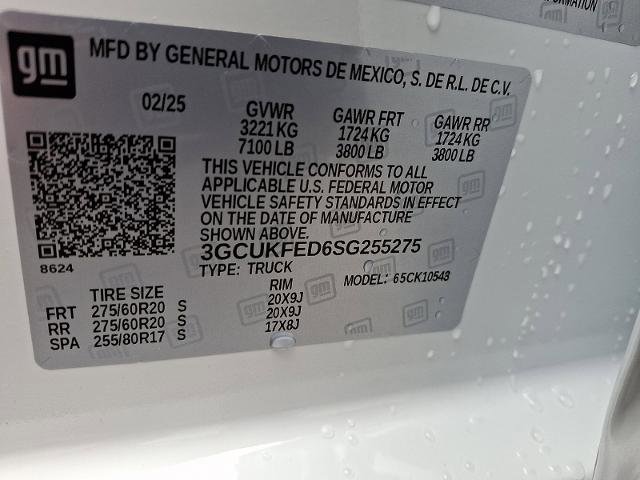 FORMATION
gm
MFD BY GENERAL MOTORS DE MEXICO, S. DE R.L. DE C.V.
02/25
GVWR GAWR FRT GAWR RR
3221 KG 1724 KG 1724 KG
7100 LB 3800 LB 3800 LB
THIS VEHICLE CONFORMS TO ALL
APPLICABLE U.S. FEDERAL MOTOR
VEHICLE SAFETY STANDARDS IN EFFECT
ON THE DATE OF MANUFACTURE
SHOWN ABOVE.
3GCUKFED6SG255275
8624
TYPE: TRUCK MODEL: 65CK10543
TIRE SIZE RIM
FRT 275/60R20 S 20X9J
RR 275/60R20 S 20X9J
SPA 255/80R17 S 17X8J